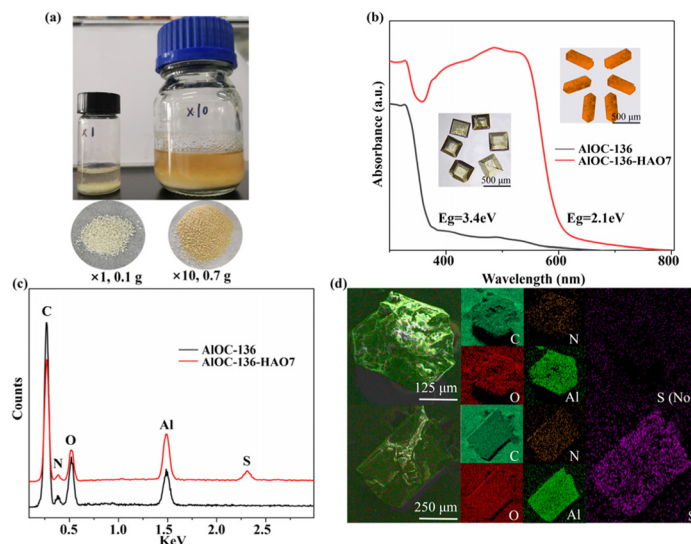 (a)
x1
x10
×1, 0.1 g
×10, 0.7 g
(b)
Absorbance (a.u.)
500 μm
500 μm
AlOC-136
AlOC-136-HAO7
Eg=3.4eV
Eg=2.1eV
400
600
800
Wavelength (nm)
(c)
Counts
C
N
O
Al
S
AlOC-136
AlOC-136-HAO7
0.5
1.0
1.5
2.0
2.5
KeV
(d)
125 μm
C
N
O
Al
S (No
250 μm
C
N
O
Al
S